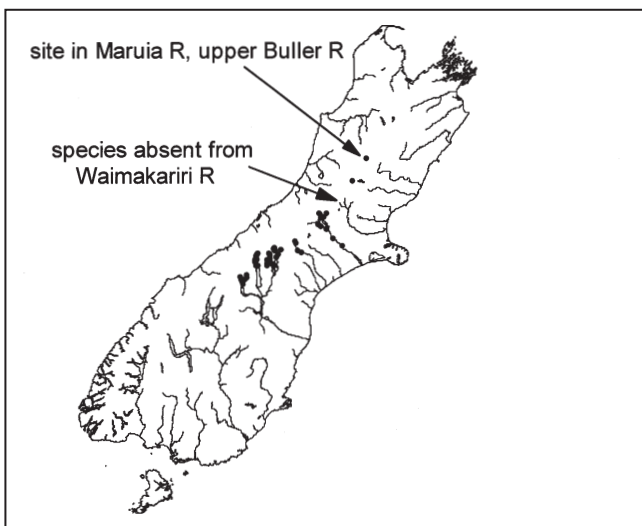 site in Maruia R, upper Buller R
species absent from
Waimakariri R